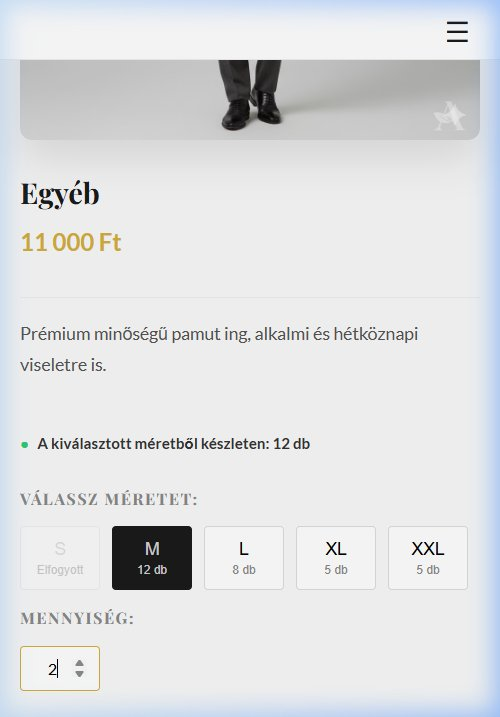 Egyéb
11 000 Ft
Prémium minőségű pamut ing, alkalmi és hétköznapi
viseletre is.
A kiválasztott méretből készleten: 12 db
VÁLASSZ MÉRETET:
S M L XL XXL
Elfogyott 12 db 8 db 5 db 5 db
MENNYISÉG:
2